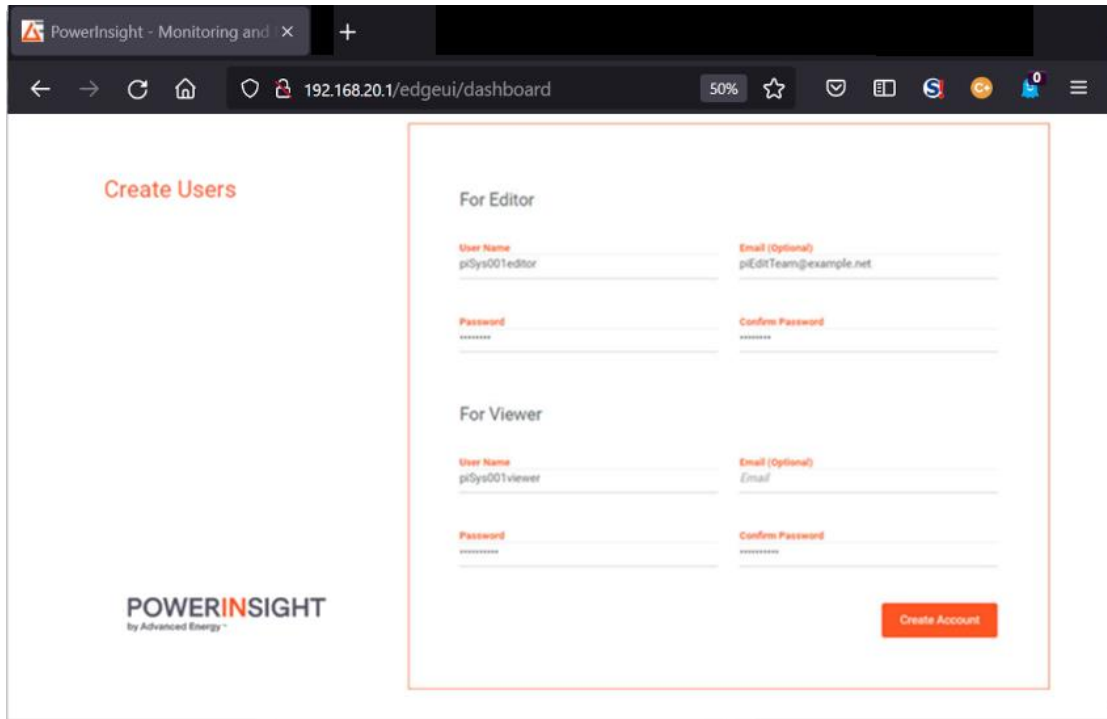 PowerInsight - Monitoring and
192.168.20.1/edgeui/dashboard
50%
0
Create Users
For Editor
User Name
Email (Optional)
piSys001editor
piEditTeam@example.net
Password
Confirm Password
••••••••
••••••••
For Viewer
User Name
Email (Optional)
piSys001viewer
Email
Password
Confirm Password
••••••••••
••••••••••
POWERINSIGHT
by Advanced Energy™
Create Account